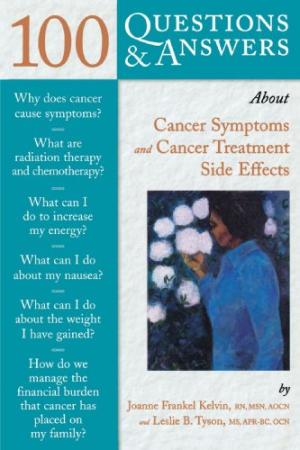 100 QUESTIONS
& ANSWERS
About
Cancer Symptoms
and Cancer Treatment
Side Effects
Why does cancer
cause symptoms?
What are
radiation therapy
and chemotherapy?
What can I
do to increase
my energy?
What can I do
about my nausea?
What can I do
about the weight
I have gained?
How do we
manage the
financial burden
that cancer has
placed on
my family?
by
Joanne Frankel Kelvin, RN, MSN, AOCN
and Leslie B. Tyson, MS, APR-BC, OCN